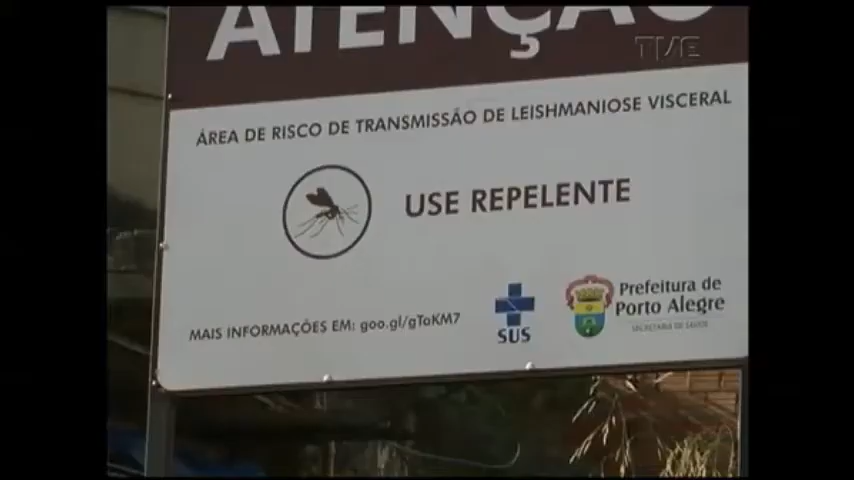 ATENÇÃO
TVE
ÁREA DE RISCO DE TRANSMISSÃO DE LEISHMANIOSE VISCERAL
USE REPELENTE
MAIS INFORMAÇÕES EM: goo.gl/gToKM7
SUS
Prefeitura de
Porto Alegre
SECRETARIA DE SAÚDE